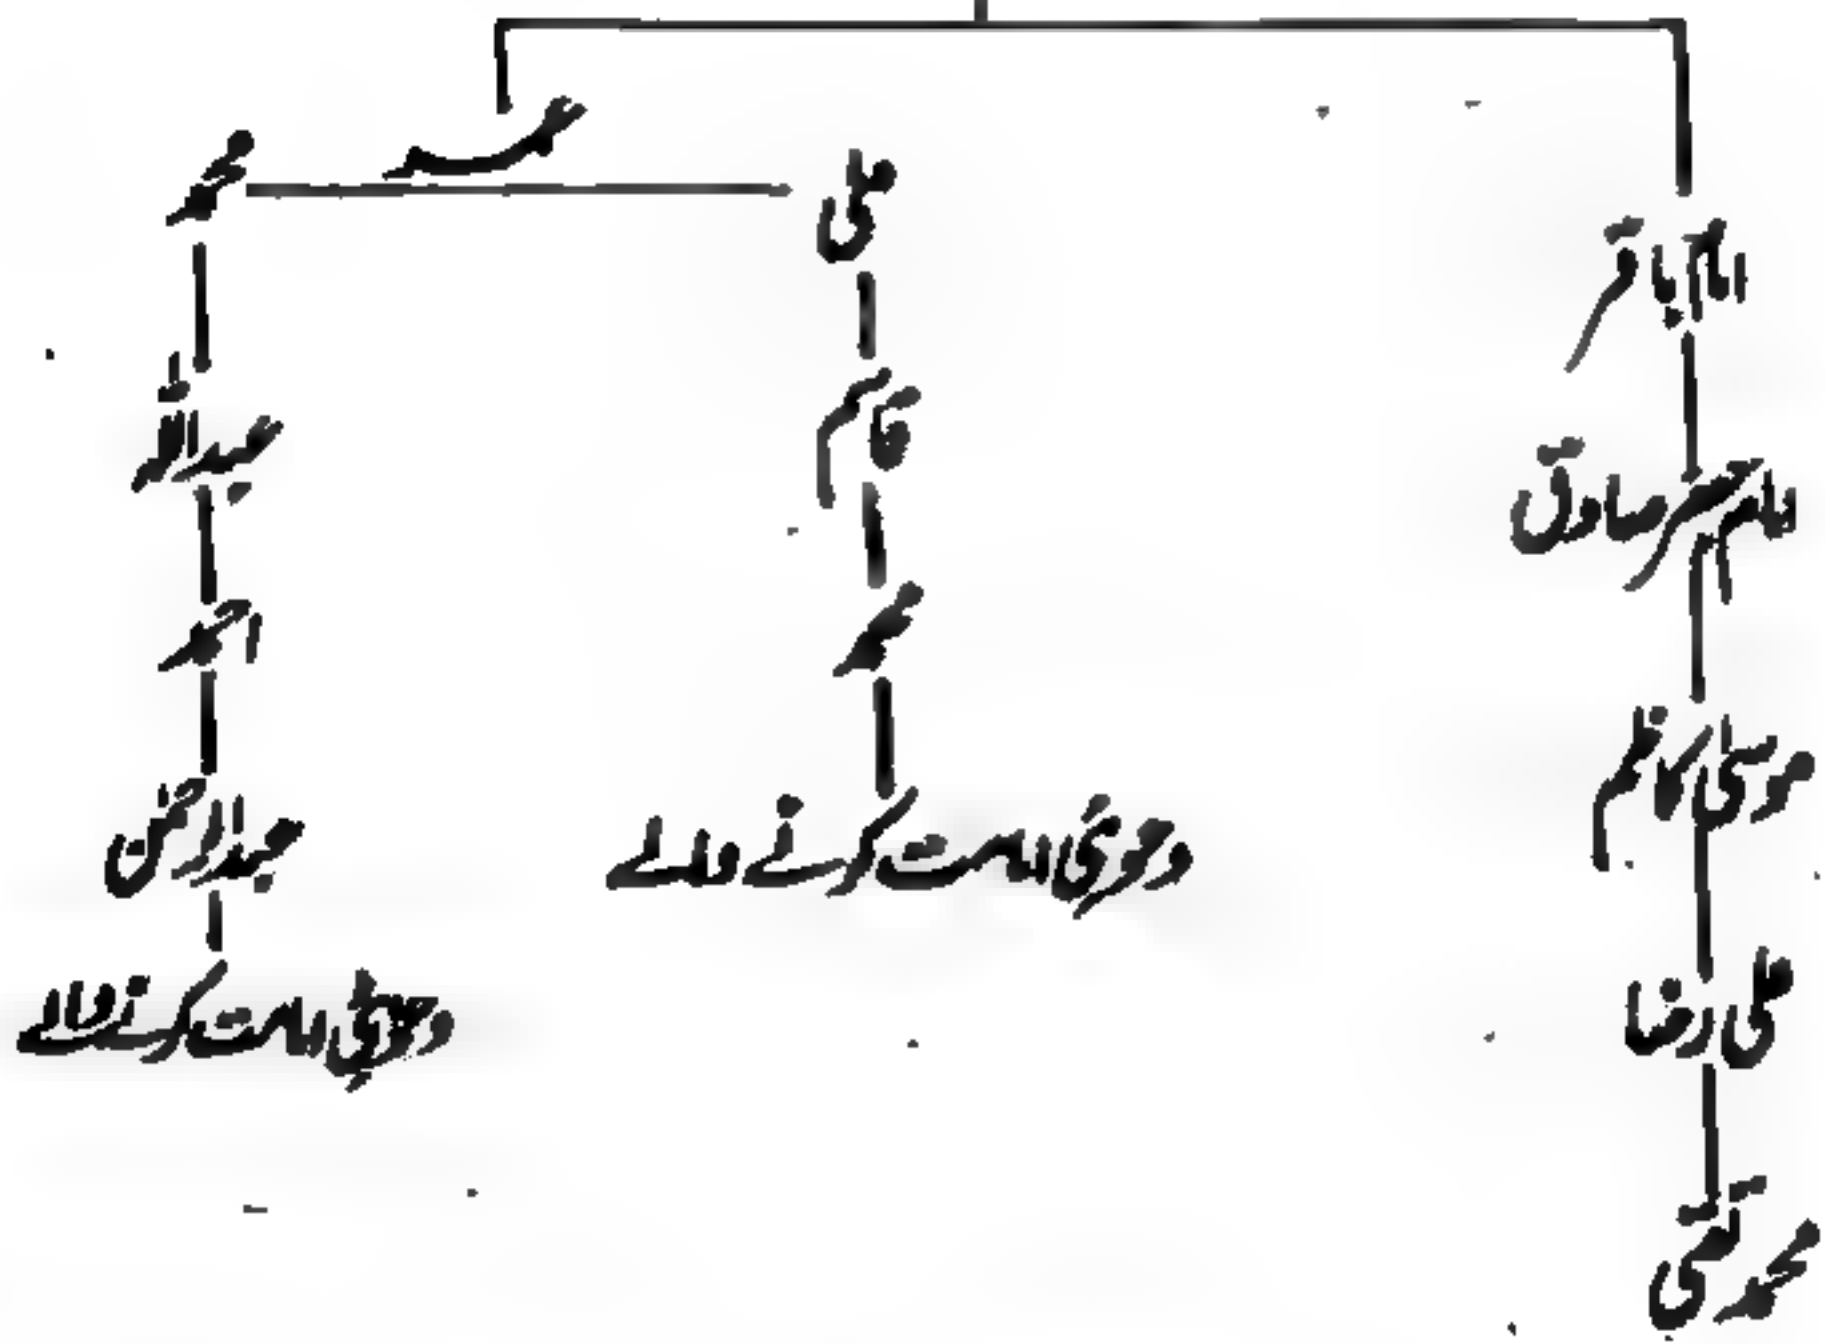 عمر
محمد
علی
امام باقر
قاسم
عبداللہ
امام جعفر صادق
محمد
احمد
موسیٰ کاظم
عبدالرحمٰن
دعویٰ امامت کرنے والے
علی رضا
دعویٰ امامت کرنے والے
محمد تقی